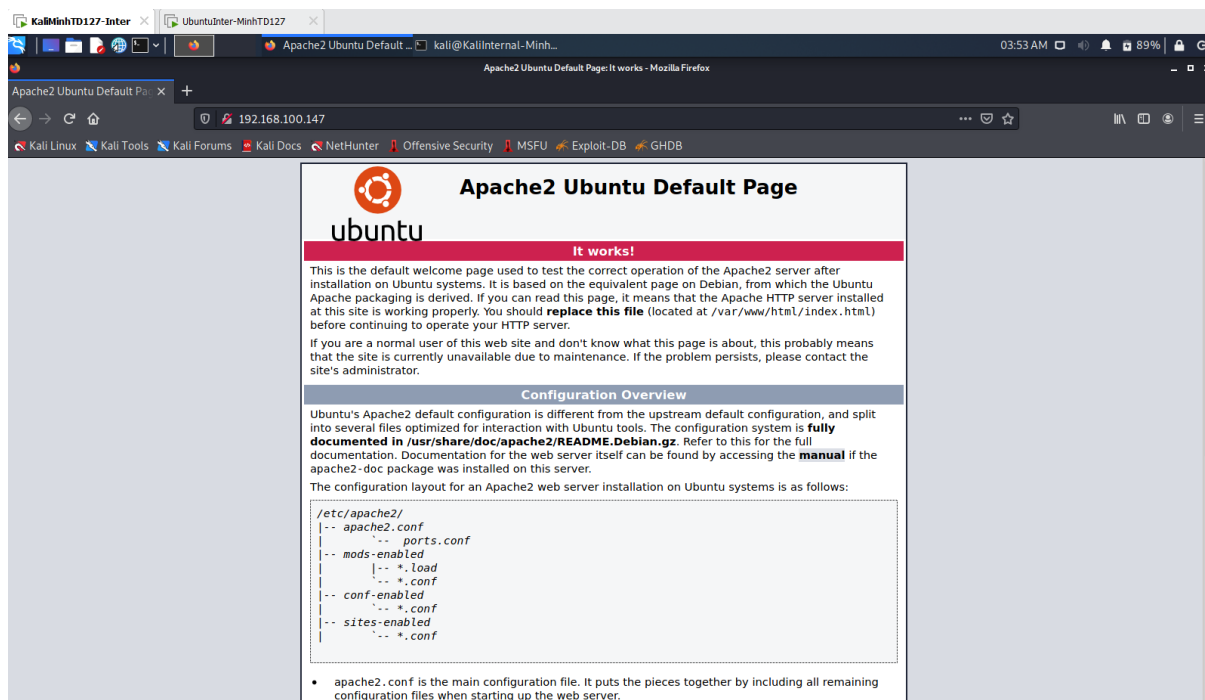 KaliMinhTD127-Inter
UbuntuInter-MinhTD127
Apache2 Ubuntu Default ...
kali@KaliInternal-Minh...
03:53 AM
89%
Apache2 Ubuntu Default Page: It works - Mozilla Firefox
Apache2 Ubuntu Default Pa
192.168.100.147
Kali Linux Kali Tools Kali Forums Kali Docs NetHunter Offensive Security MSFU Exploit-DB GHDB
ubuntu
Apache2 Ubuntu Default Page
It works!
This is the default welcome page used to test the correct operation of the Apache2 server after
installation on Ubuntu systems. It is based on the equivalent page on Debian, from which the Ubuntu
Apache packaging is derived. If you can read this page, it means that the Apache HTTP server installed
at this site is working properly. You should replace this file (located at /var/www/html/index.html)
before continuing to operate your HTTP server.
If you are a normal user of this web site and don't know what this page is about, this probably means
that the site is currently unavailable due to maintenance. If the problem persists, please contact the
site's administrator.
Configuration Overview
Ubuntu's Apache2 default configuration is different from the upstream default configuration, and split
into several files optimized for interaction with Ubuntu tools. The configuration system is fully
documented in /usr/share/doc/apache2/README.Debian.gz. Refer to this for the full
documentation. Documentation for the web server itself can be found by accessing the manual if the
apache2-doc package was installed on this server.
The configuration layout for an Apache2 web server installation on Ubuntu systems is as follows:
/etc/apache2/
|-- apache2.conf
|       `--  ports.conf
|-- mods-enabled
|       |-- *.load
|       `-- *.conf
|-- conf-enabled
|       `-- *.conf
|-- sites-enabled
|       `-- *.conf
• apache2.conf is the main configuration file. It puts the pieces together by including all remaining
configuration files when starting up the web server.